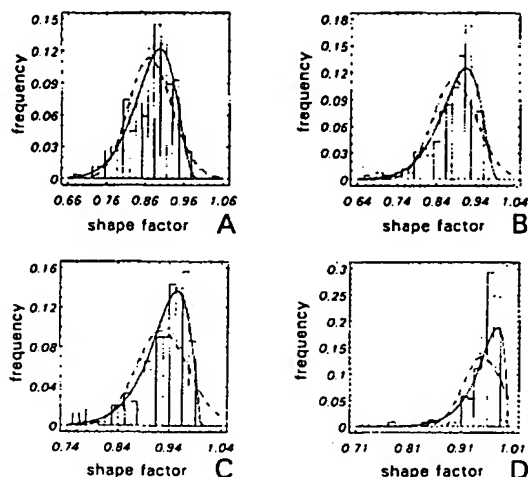 0.15
0.12
0.09
0.06
0.03
0
frequency
0.66 0.76 0.86 0.96 1.06
shape factor
A
0.18
0.15
0.12
0.09
0.06
0.03
0
frequency
0.64 0.74 0.84 0.94 1.04
shape factor
B
0.16
0.12
0.08
0.04
0
frequency
0.74 0.84 0.94 1.04
shape factor
C
0.3
0.25
0.2
0.15
0.1
0.05
0
frequency
0.71 0.81 0.91 1.01
shape factor
D